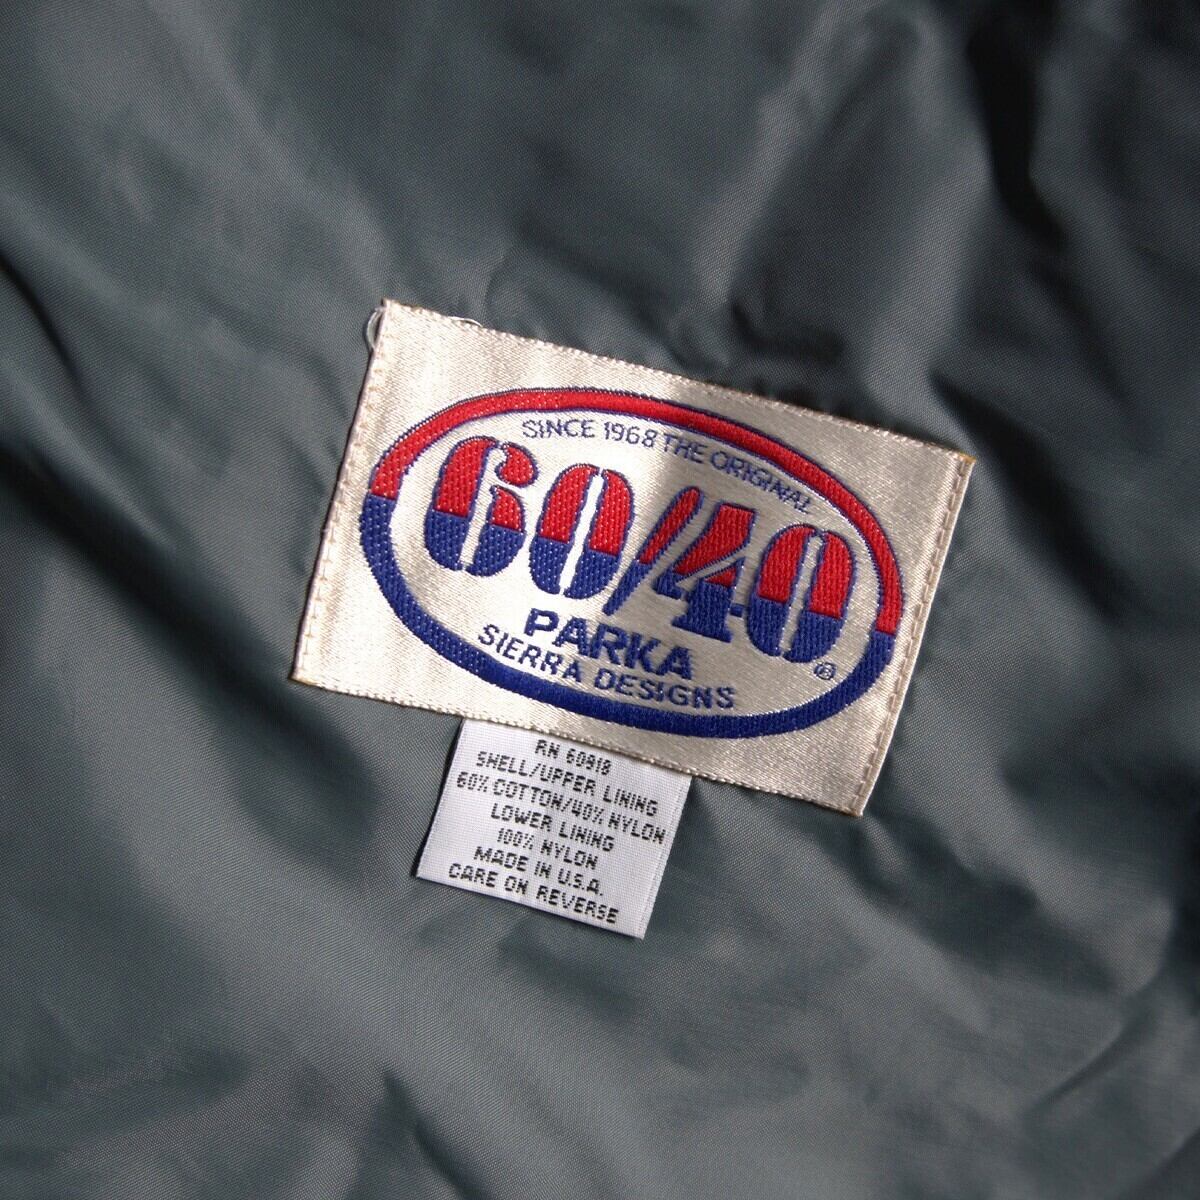 SINCE 1968 THE ORIGINAL
60/40
PARKA
SIERRA DESIGNS
®
RN 60918
SHELL/UPPER LINING
60% COTTON/40% NYLON
LOWER LINING
100% NYLON
MADE IN U.S.A.
CARE ON REVERSE